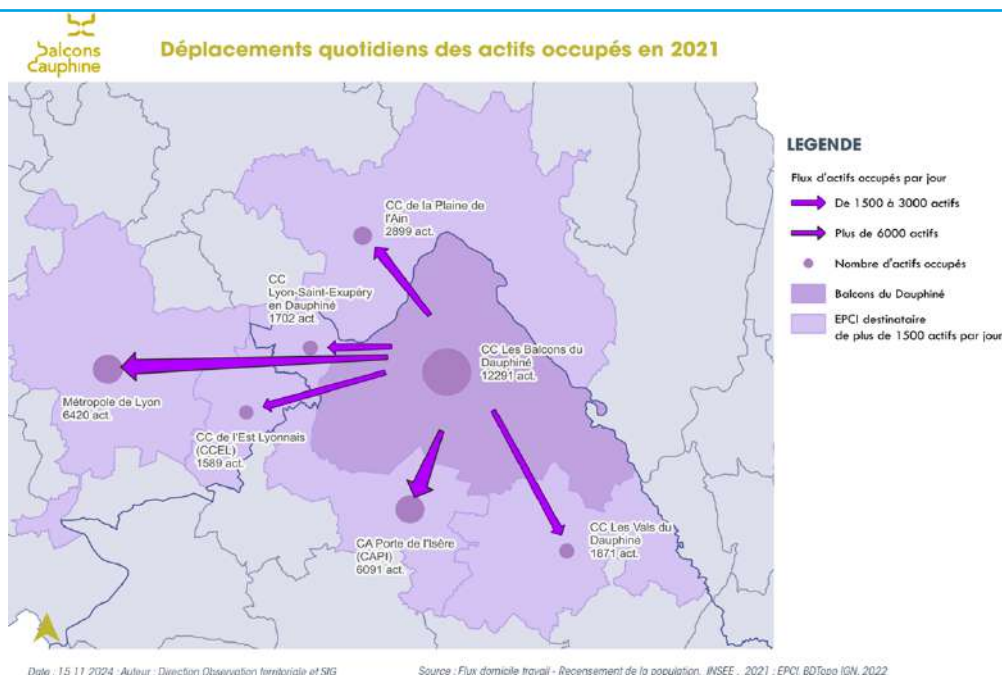 balcons
dauphiné
Déplacements quotidiens des actifs occupés en 2021
CC de la Plaine de
l'Ain
2899 act.
CC
Lyon-Saint-Exupéry
en Dauphiné
1702 act.
CC Les Balcons du
Dauphiné
12291 act.
Métropole de Lyon
6420 act.
CC de l'Est Lyonnais
(CCEL)
1589 act.
CA Porte de l'Isère
(CAPI)
6091 act.
CC Les Vals du
Dauphiné
1871 act.
LEGENDE
Flux d'actifs occupés par jour
De 1500 à 3000 actifs
Plus de 6000 actifs
Nombre d'actifs occupés
Balcons du Dauphiné
EPCI destinataire
de plus de 1500 actifs par jour
Date : 15 11 2024 : Auteur : Direction Observation territoriale et SIG
Source : Flux domicile travail - Recensement de la population, INSEE , 2021 ; EPCI, BDTopo IGN, 2022